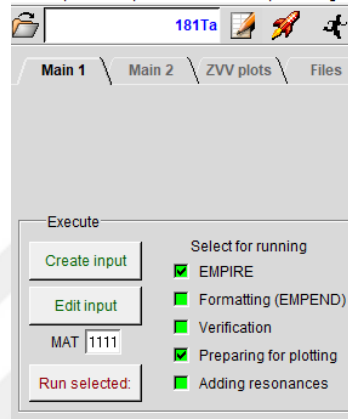 181Ta
Main 1 Main 2 ZVV plots Files
Execute
Create input
Edit input
MAT 1111
Run selected:
Select for running
EMPIRE
Formatting (EMPEND)
Verification
Preparing for plotting
Adding resonances